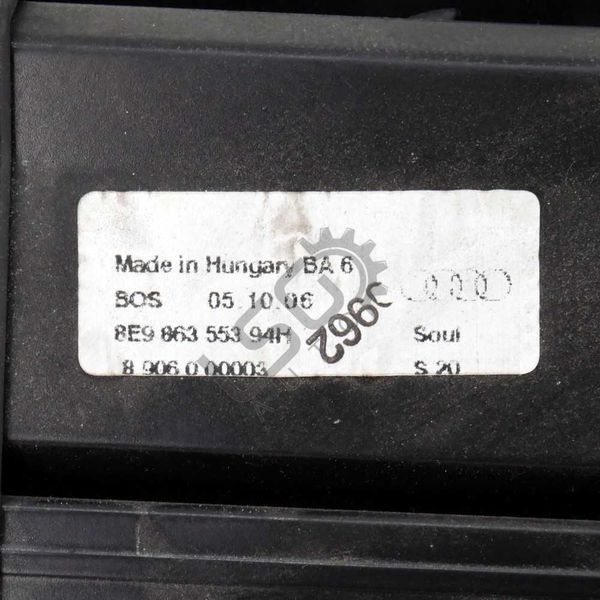 Made in Hungary BA 6
BOS 05.10.06
8E9 863 553 94H Soul
8 906 0 00003 S 20
0962